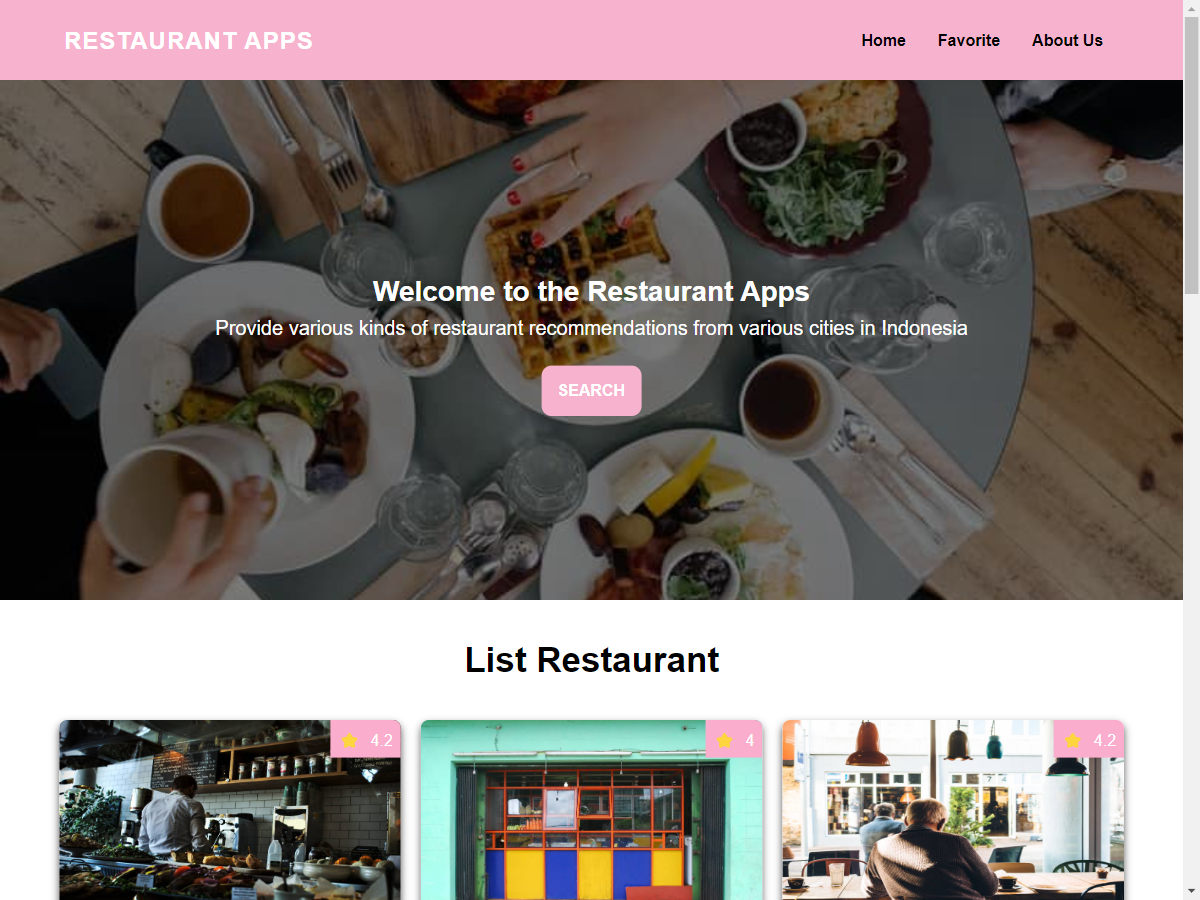 RESTAURANT APPS
Home Favorite About Us
Welcome to the Restaurant Apps
Provide various kinds of restaurant recommendations from various cities in Indonesia
SEARCH
List Restaurant
4.2
4
4.2